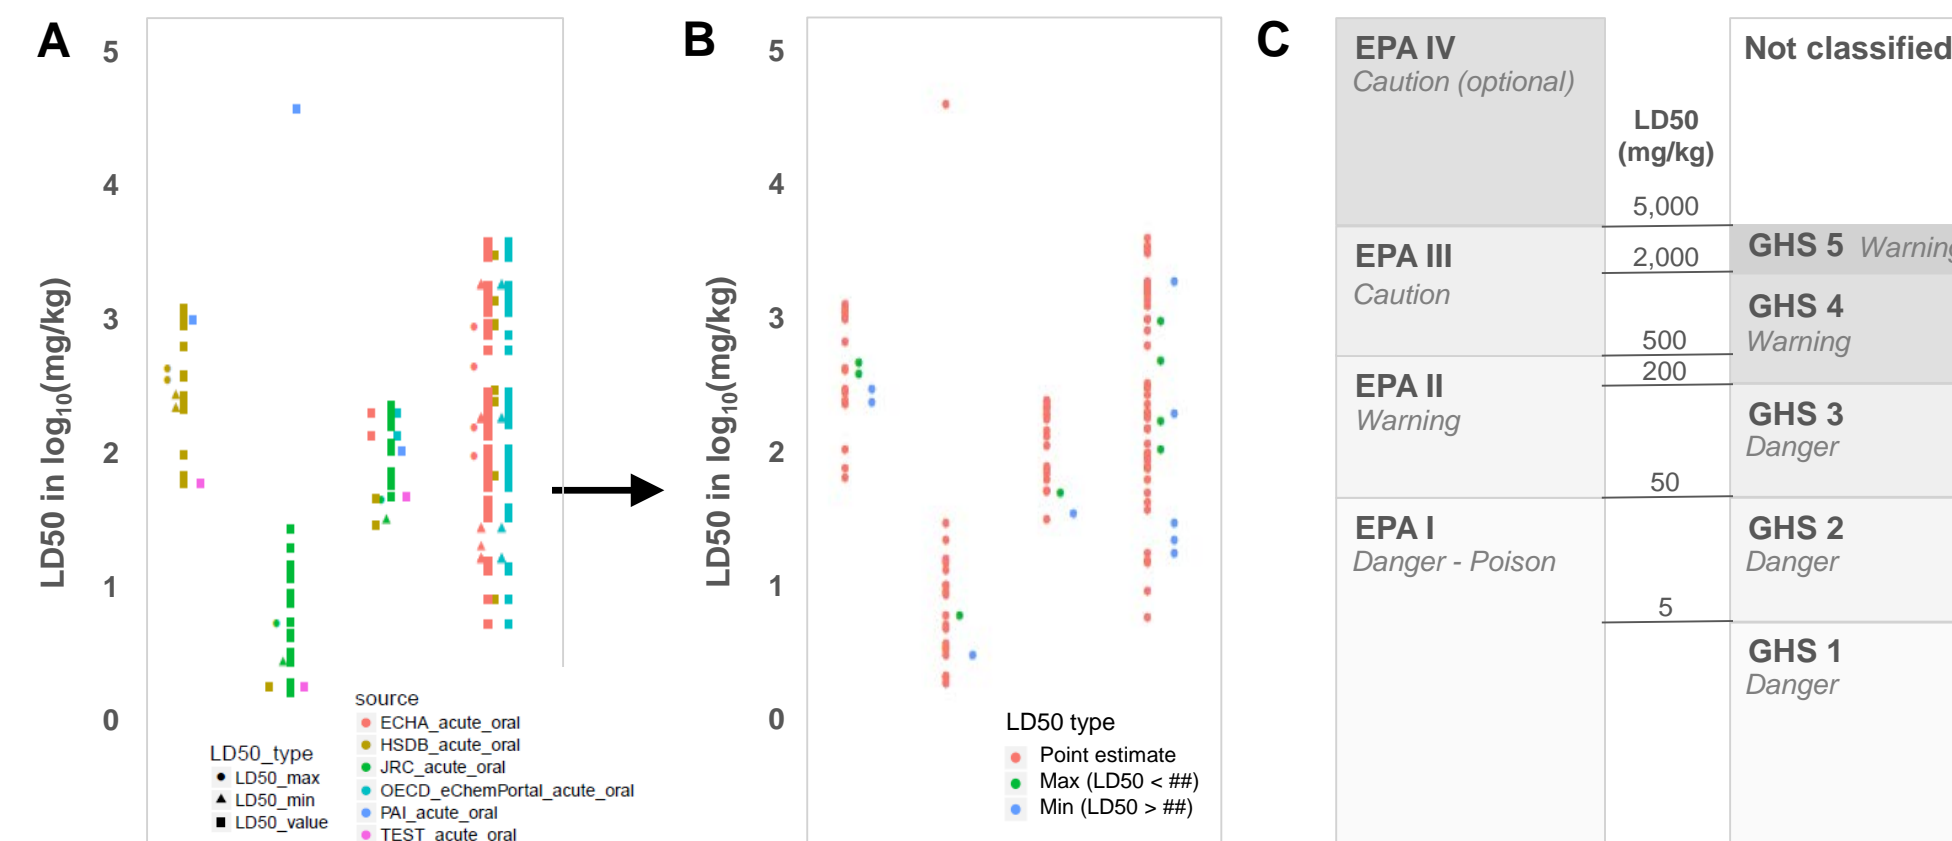 A
5
4
3
2
1
0
LD50 in log10(mg/kg)
LD50_type
LD50_max
LD50_min
LD50_value
source
ECHA_acute_oral
HSDB_acute_oral
JRC_acute_oral
OECD_eChemPortal_acute_oral
PAI_acute_oral
TEST_acute_oral
B
5
4
3
2
1
0
LD50 in log10(mg/kg)
LD50 type
Point estimate
Max (LD50 < ##)
Min (LD50 > ##)
C
EPA IV
Caution (optional)
EPA III
Caution
EPA II
Warning
EPA I
Danger - Poison
LD50
(mg/kg)
5,000
2,000
500
200
50
5
Not classified
GHS 5 Warning
GHS 4
Warning
GHS 3
Danger
GHS 2
Danger
GHS 1
Danger